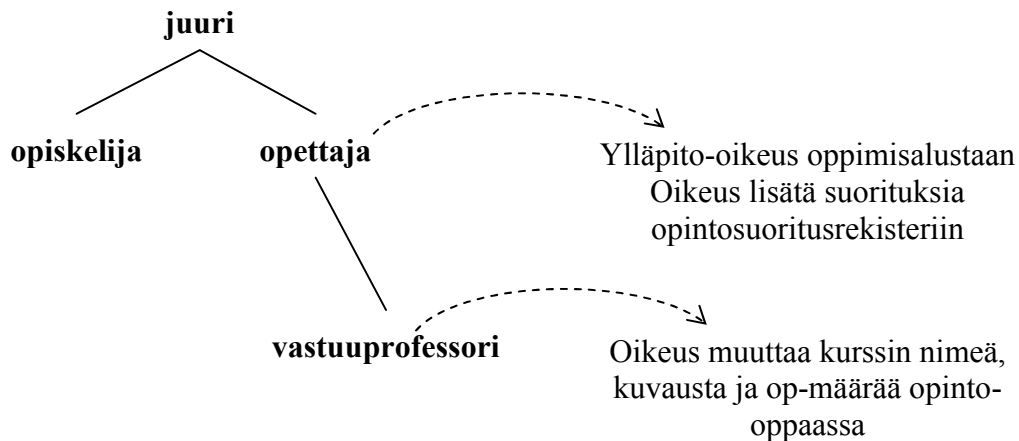 juuri
opiskelija
opettaja
Ylläpito-oikeus oppimisalustaan
Oikeus lisätä suorituksia
opintosuoritusrekisteriin
vastuuprofessori
Oikeus muuttaa kurssin nimeä,
kuvausta ja op-määrää opinto-
oppaassa